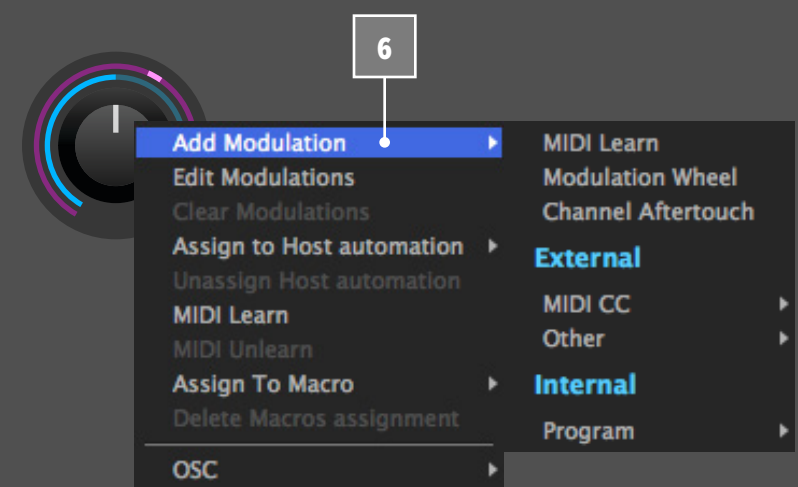 6
Add Modulation
Edit Modulations
Clear Modulations
Assign to Host automation
Unassign Host automation
MIDI Learn
MIDI Unlearn
Assign To Macro
Delete Macros assignment
OSC
MIDI Learn
Modulation Wheel
Channel Aftertouch
External
MIDI CC
Other
Internal
Program